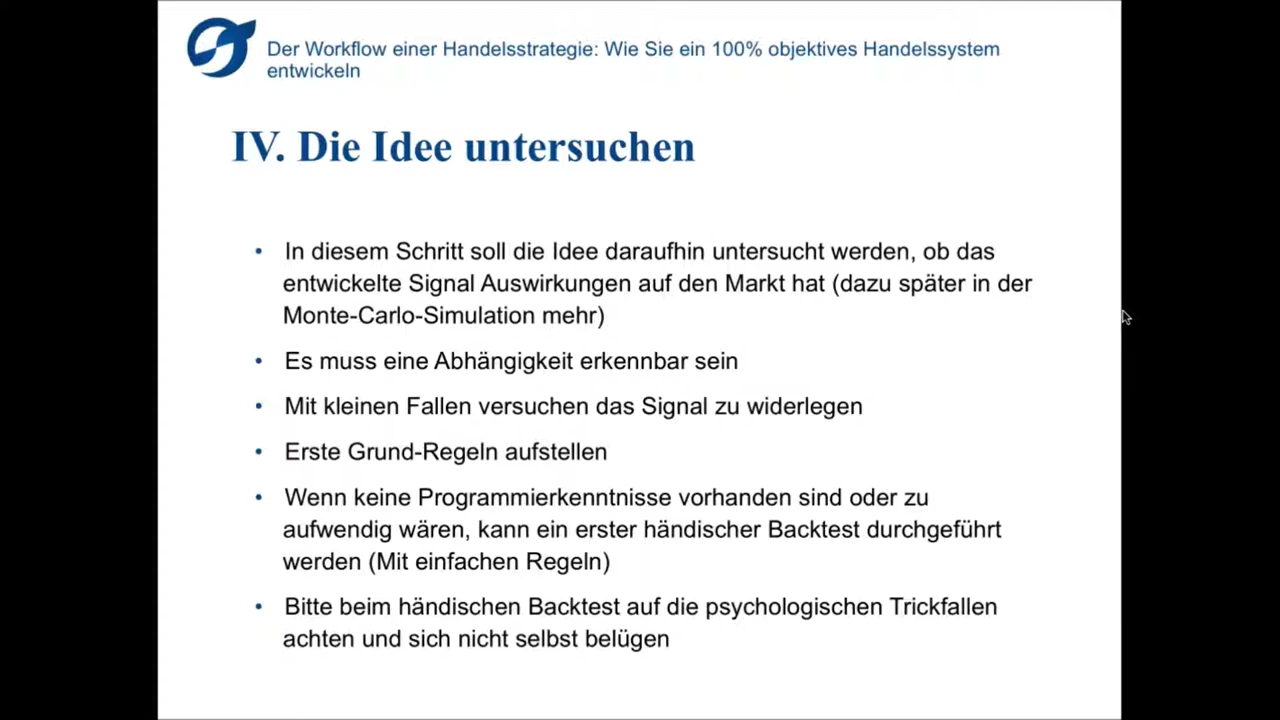 Der Workflow einer Handelsstrategie: Wie Sie ein 100% objektives Handelssystem
entwickeln
IV. Die Idee untersuchen
• In diesem Schritt soll die Idee daraufhin untersucht werden, ob das
entwickelte Signal Auswirkungen auf den Markt hat (dazu später in der
Monte-Carlo-Simulation mehr)
• Es muss eine Abhängigkeit erkennbar sein
• Mit kleinen Fallen versuchen das Signal zu widerlegen
• Erste Grund-Regeln aufstellen
• Wenn keine Programmierkenntnisse vorhanden sind oder zu
aufwendig wären, kann ein erster händischer Backtest durchgeführt
werden (Mit einfachen Regeln)
• Bitte beim händischen Backtest auf die psychologischen Trickfallen
achten und sich nicht selbst belügen